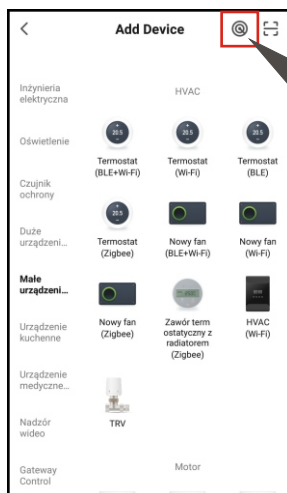 Add Device
Inżynieria
elektryczna
Oświetlenie
Czujnik
ochrony
Duże
urządzeni...
Małe
urządzeni...
Urządzenie
kuchenne
Urządzenie
medyczne...
Nadzór
wideo
Gateway
Control
HVAC
20.5
20.5
20.5
Termostat
(BLE+Wi-Fi)
Termostat
(Wi-Fi)
Termostat
(BLE)
20.5
Termostat
(Zigbee)
Nowy fan
(BLE+Wi-Fi)
Nowy fan
(Wi-Fi)
Nowy fan
(Zigbee)
Zawór term
ostatyczny z
radiatorem
(Zigbee)
HVAC
(Wi-Fi)
TRV
Motor